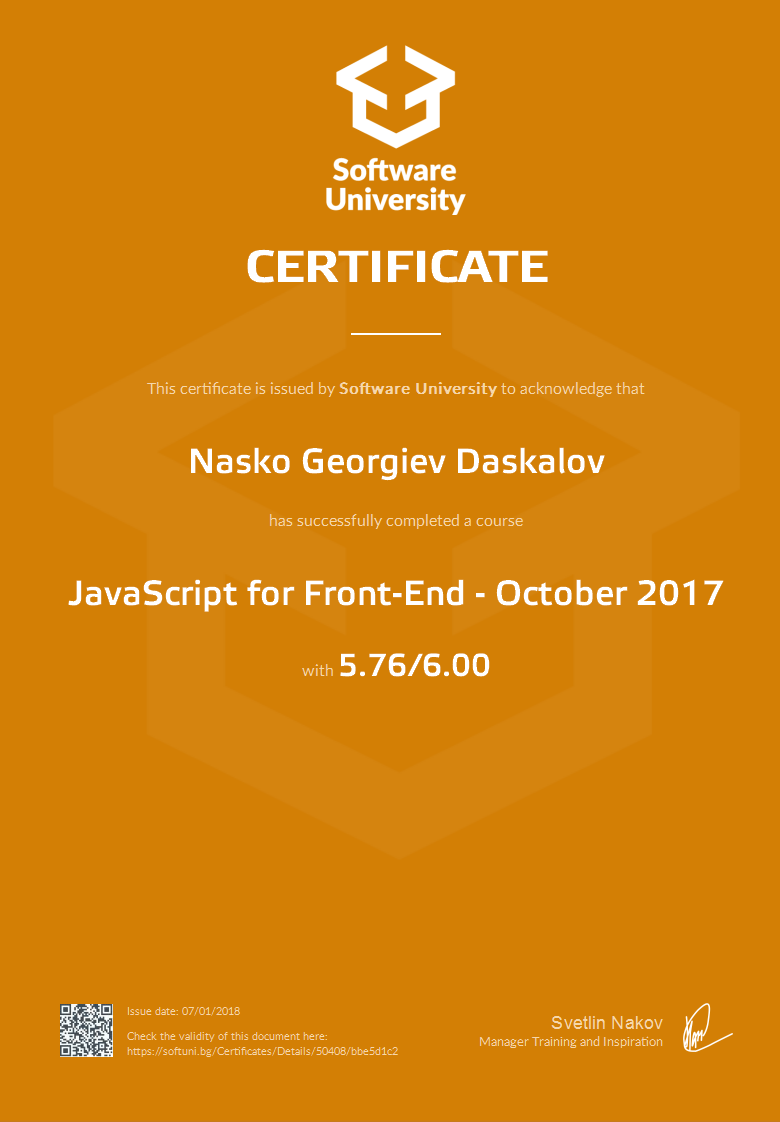 Software
University
CERTIFICATE
This certificate is issued by Software University to acknowledge that
Nasko Georgiev Daskalov
has successfully completed a course
JavaScript for Front-End - October 2017
with 5.76/6.00
Issue date: 07/01/2018
Check the validity of this document here:
https://softuni.bg/Certificates/Details/50408/bbe5d1c2
Svetlin Nakov
Manager Training and Inspiration